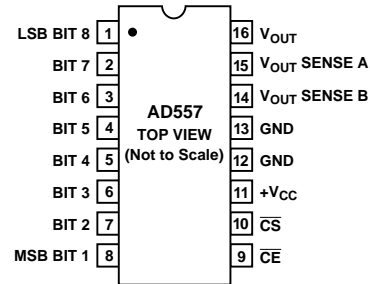 LSB BIT 8 1 16 VOUT
BIT 7 2 15 VOUT SENSE A
BIT 6 3 14 VOUT SENSE B
BIT 5 4 13 GND
BIT 4 5 12 GND
BIT 3 6 11 +VCC
BIT 2 7 10 C̅S̅
MSB BIT 1 8 9 C̅E̅
AD557
TOP VIEW
(Not to Scale)